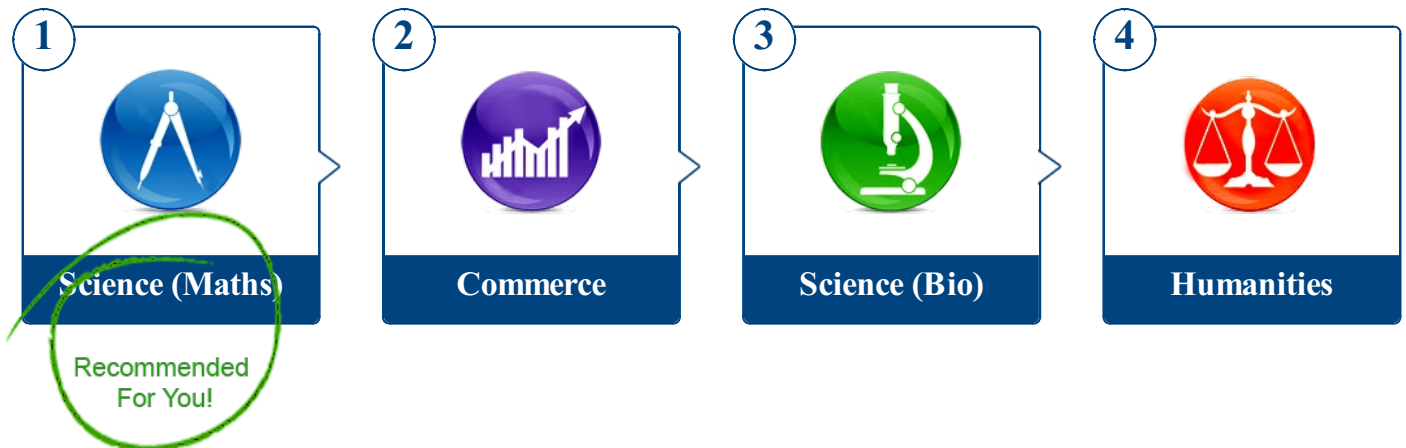 1
2
3
4
Science (Maths)
Commerce
Science (Bio)
Humanities
Recommended
For You!